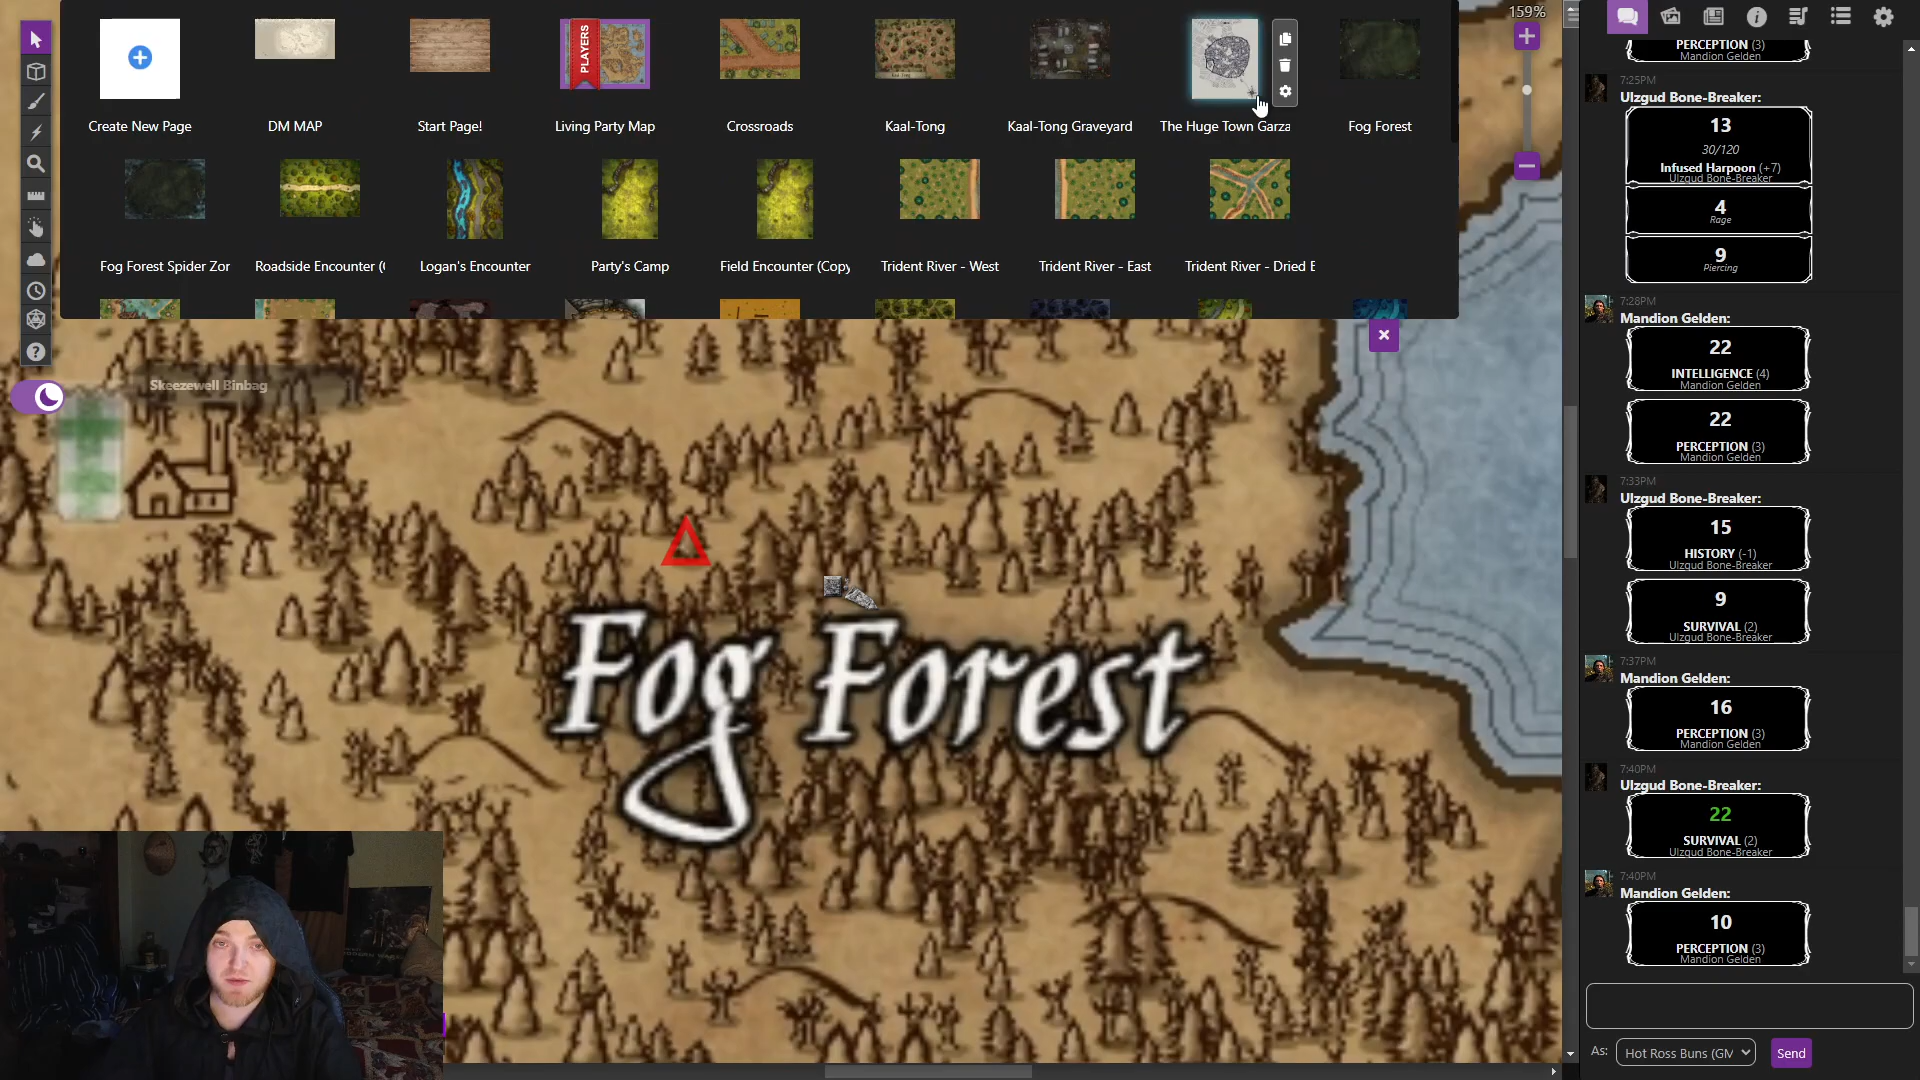 159%
PLAYERS
Create New Page
DM MAP
Start Page!
Living Party Map
Crossroads
Kaal-Tong
Kaal-Tong Graveyard
The Huge Town Garza
Fog Forest
Fog Forest Spider Zor
Roadside Encounter (
Logan's Encounter
Party's Camp
Field Encounter (Copy
Trident River - West
Trident River - East
Trident River - Dried E
Skeezewell Binbag
Fog Forest
PERCEPTION (3)
Mandion Gelden
7:25PM
Ulzgud Bone-Breaker:
13
30/120
Infused Harpoon (+7)
Ulzgud Bone-Breaker
4
Rage
9
Piercing
7:28PM
Mandion Gelden:
22
INTELLIGENCE (4)
Mandion Gelden
22
PERCEPTION (3)
Mandion Gelden
7:33PM
Ulzgud Bone-Breaker:
15
HISTORY (-1)
Ulzgud Bone-Breaker
9
SURVIVAL (2)
Ulzgud Bone-Breaker
7:37PM
Mandion Gelden:
16
PERCEPTION (3)
Mandion Gelden
7:40PM
Ulzgud Bone-Breaker:
22
SURVIVAL (2)
Ulzgud Bone-Breaker
7:40PM
Mandion Gelden:
10
PERCEPTION (3)
Mandion Gelden
As:
Hot Ross Buns (GM
Send